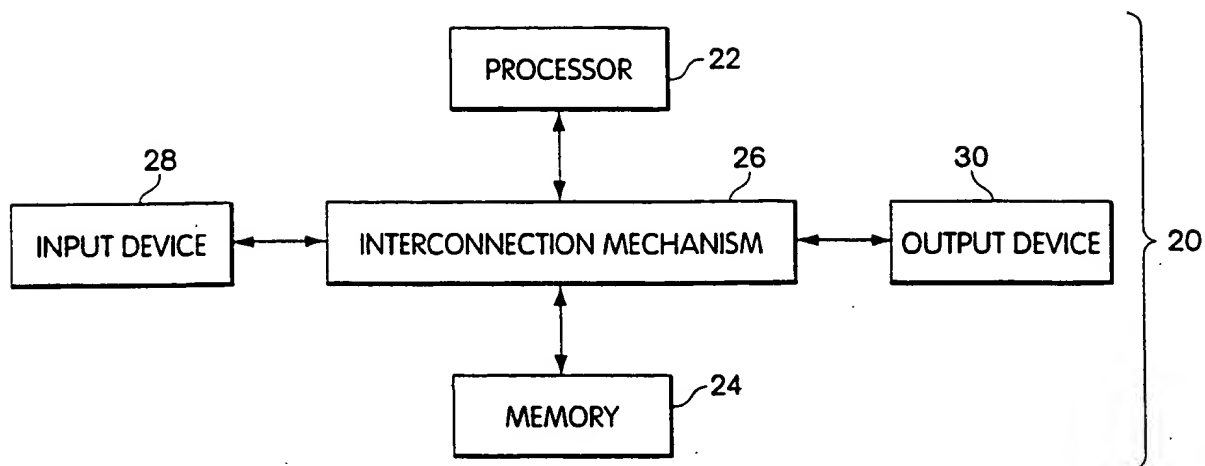 PROCESSOR
22
28
26
30
INPUT DEVICE
INTERCONNECTION MECHANISM
OUTPUT DEVICE
20
MEMORY
24